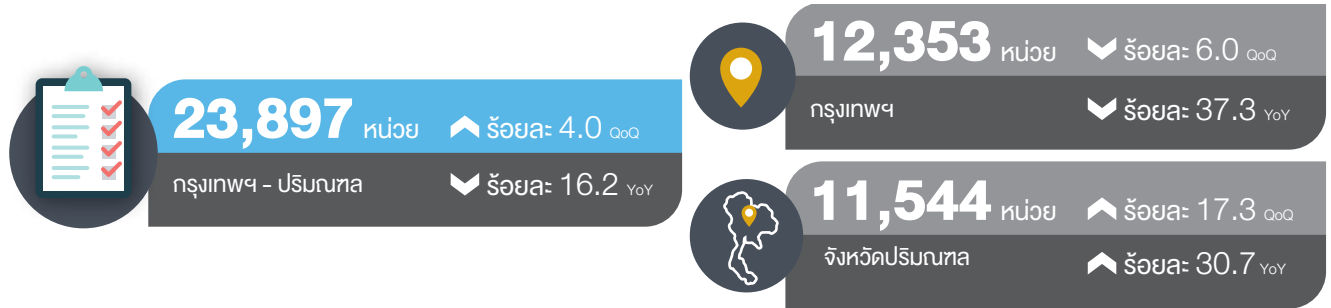 23,897 หน่วย ร้อยละ 4.0 QoQ
กรุงเทพฯ - ปริมณฑล ร้อยละ 16.2 YoY
12,353 หน่วย ร้อยละ 6.0 QoQ
กรุงเทพฯ ร้อยละ 37.3 YoY
11,544 หน่วย ร้อยละ 17.3 QoQ
จังหวัดปริมณฑล ร้อยละ 30.7 YoY